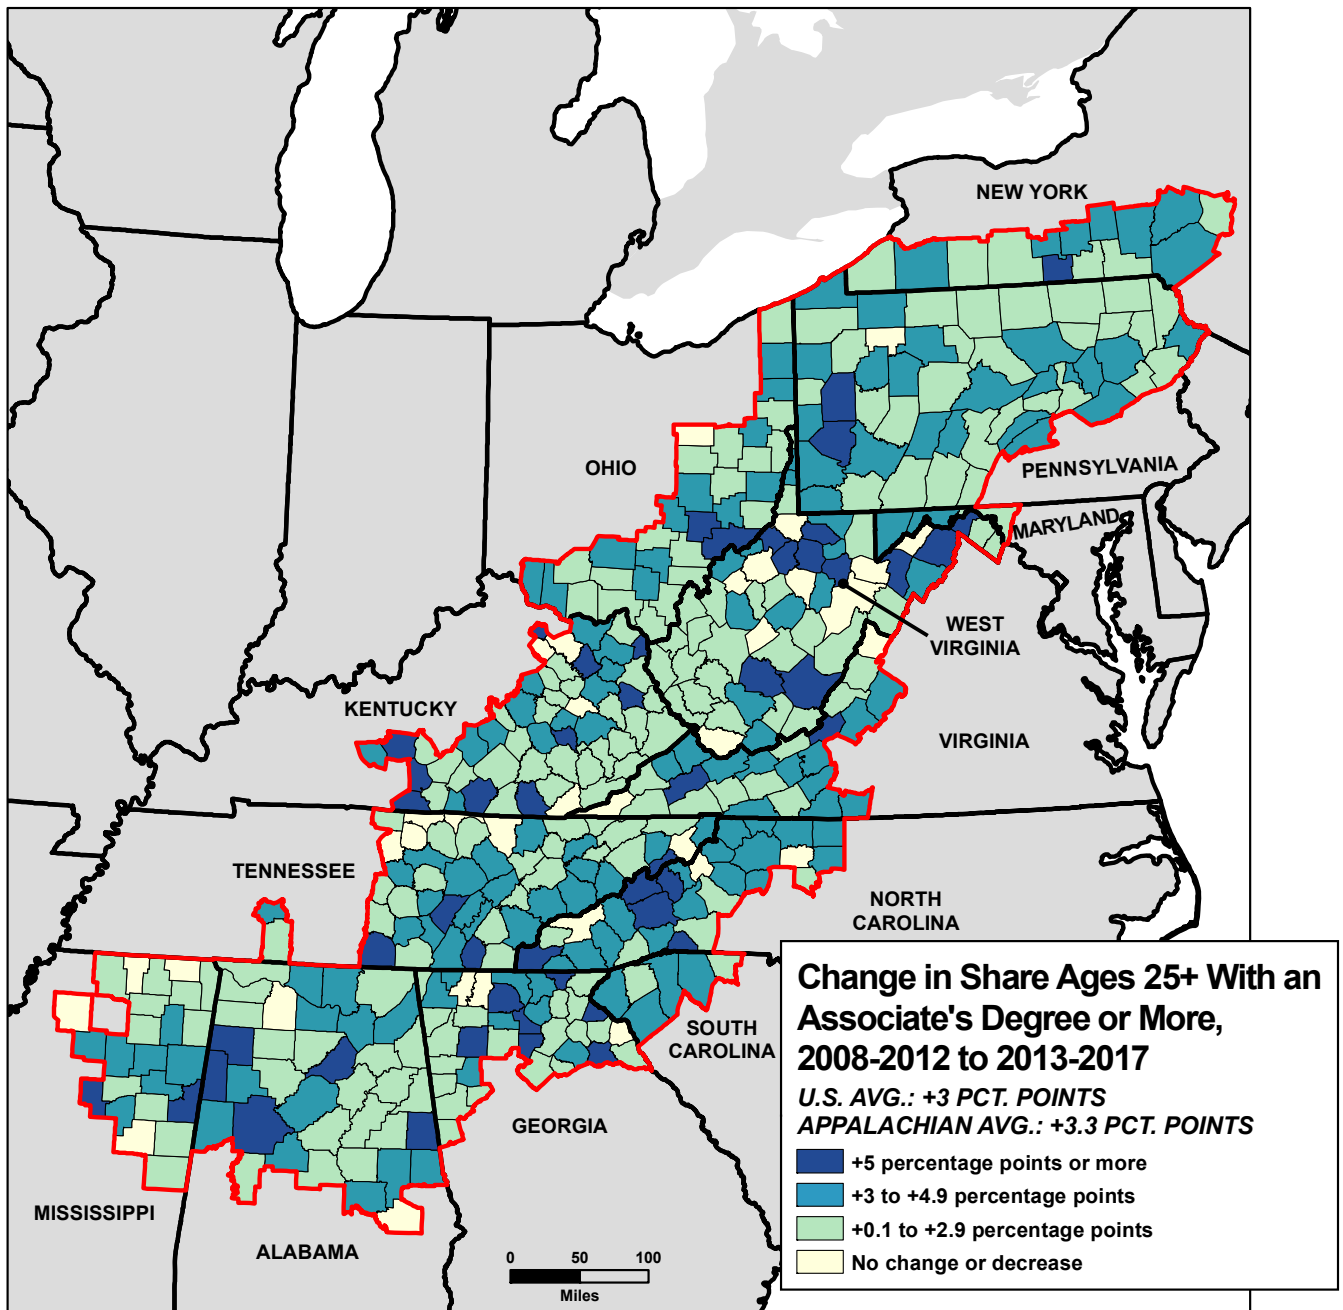 NEW YORK
OHIO
PENNSYLVANIA
MARYLAND
WEST
VIRGINIA
KENTUCKY
VIRGINIA
TENNESSEE
NORTH
CAROLINA
SOUTH
CAROLINA
GEORGIA
MISSISSIPPI
ALABAMA
0 50 100
Miles
Change in Share Ages 25+ With an
Associate's Degree or More,
2008-2012 to 2013-2017
U.S. AVG.: +3 PCT. POINTS
APPALACHIAN AVG.: +3.3 PCT. POINTS
+5 percentage points or more
+3 to +4.9 percentage points
+0.1 to +2.9 percentage points
No change or decrease